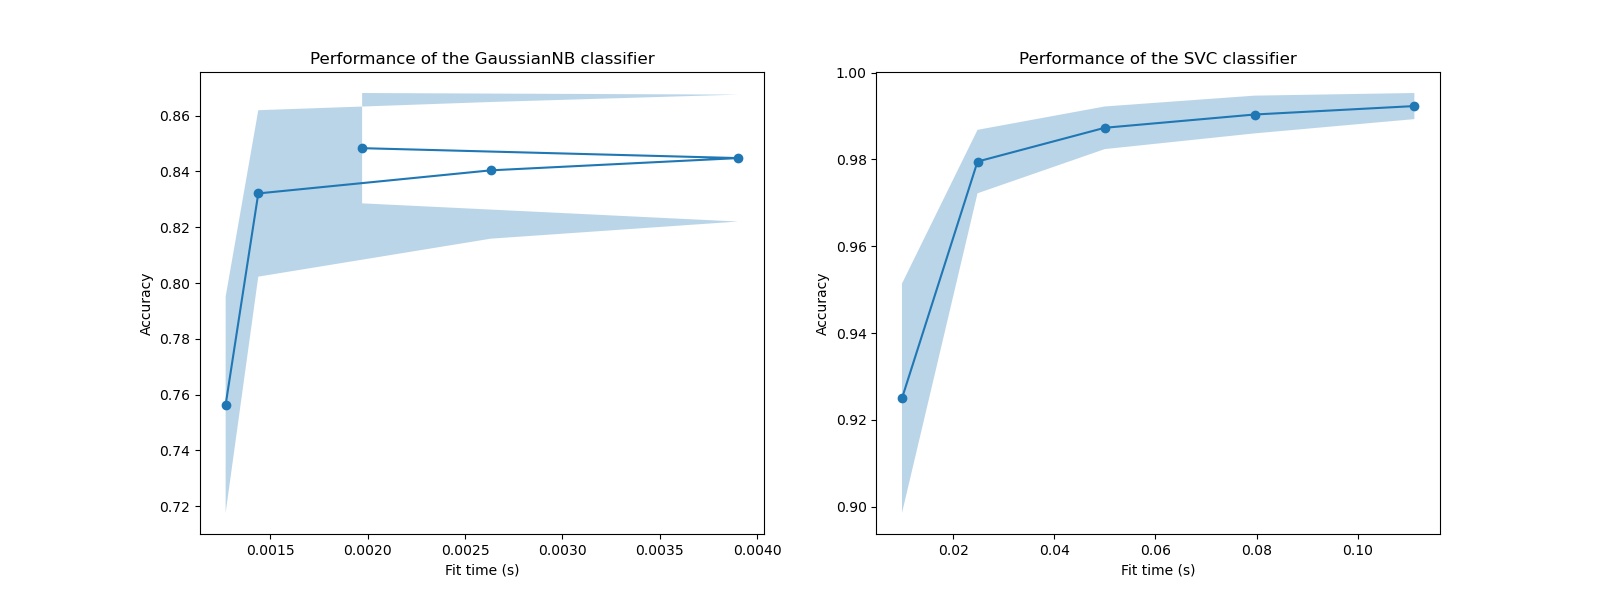 Performance of the GaussianNB classifier
0.86
0.84
0.82
0.80
0.78
0.76
0.74
0.72
Accuracy
0.0015 0.0020 0.0025 0.0030 0.0035 0.0040
Fit time (s)
Performance of the SVC classifier
1.00
0.98
0.96
0.94
0.92
0.90
Accuracy
0.02 0.04 0.06 0.08 0.10
Fit time (s)